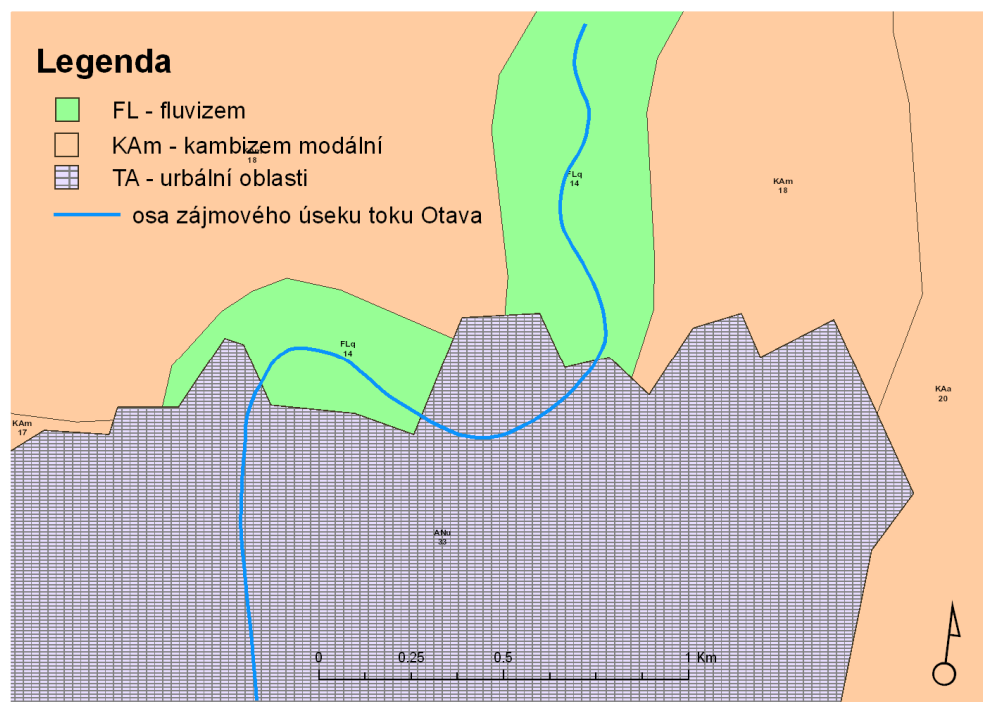 Legenda
FL - fluvizem
KAm - kambizem modální
18
TA - urbální oblasti
osa zájmového úseku toku Otava
FLq
14
KAm
18
FLq
14
KAa
20
KAm
17
ANu
33
0 0.25 0.5 1 Km